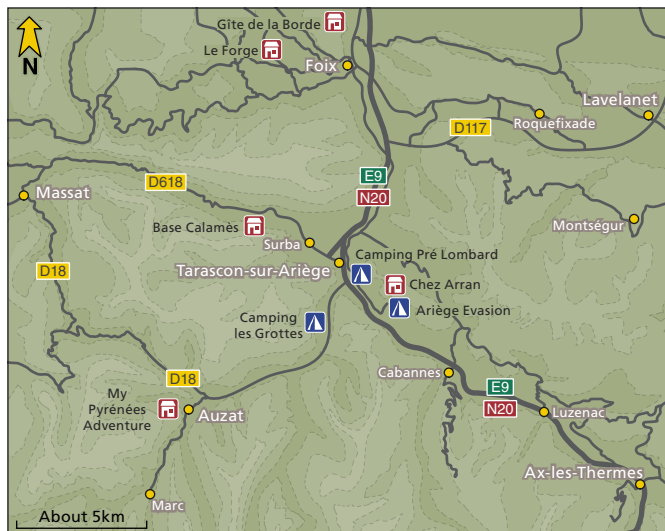 Gîte de la Borde
Le Forge
Foix
N
Lavelanet
Roquefixade
D117
E9
N20
D618
Massat
Montségur
Base Calamès
Surba
Camping Pré Lombard
Tarascon-sur-Ariège
D18
Chez Arran
Ariège Evasion
Camping
les Grottes
Cabannes
D18
E9
My
Pyrénées
Adventure
N20
Auzat
Luzenac
Ax-les-Thermes
Marc
About 5km